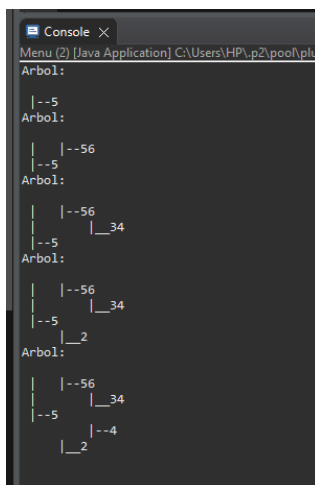 Console
Menu (2) [Java Application] C:\Users\HP\.p2\pool\plu
Arbol:
|--5
Arbol:
|   |--56
|--5
Arbol:
|   |--56
|       |__34
|--5
Arbol:
|   |--56
|       |__34
|--5
    |__2
Arbol:
|   |--56
|       |__34
|--5
        |--4
    |__2